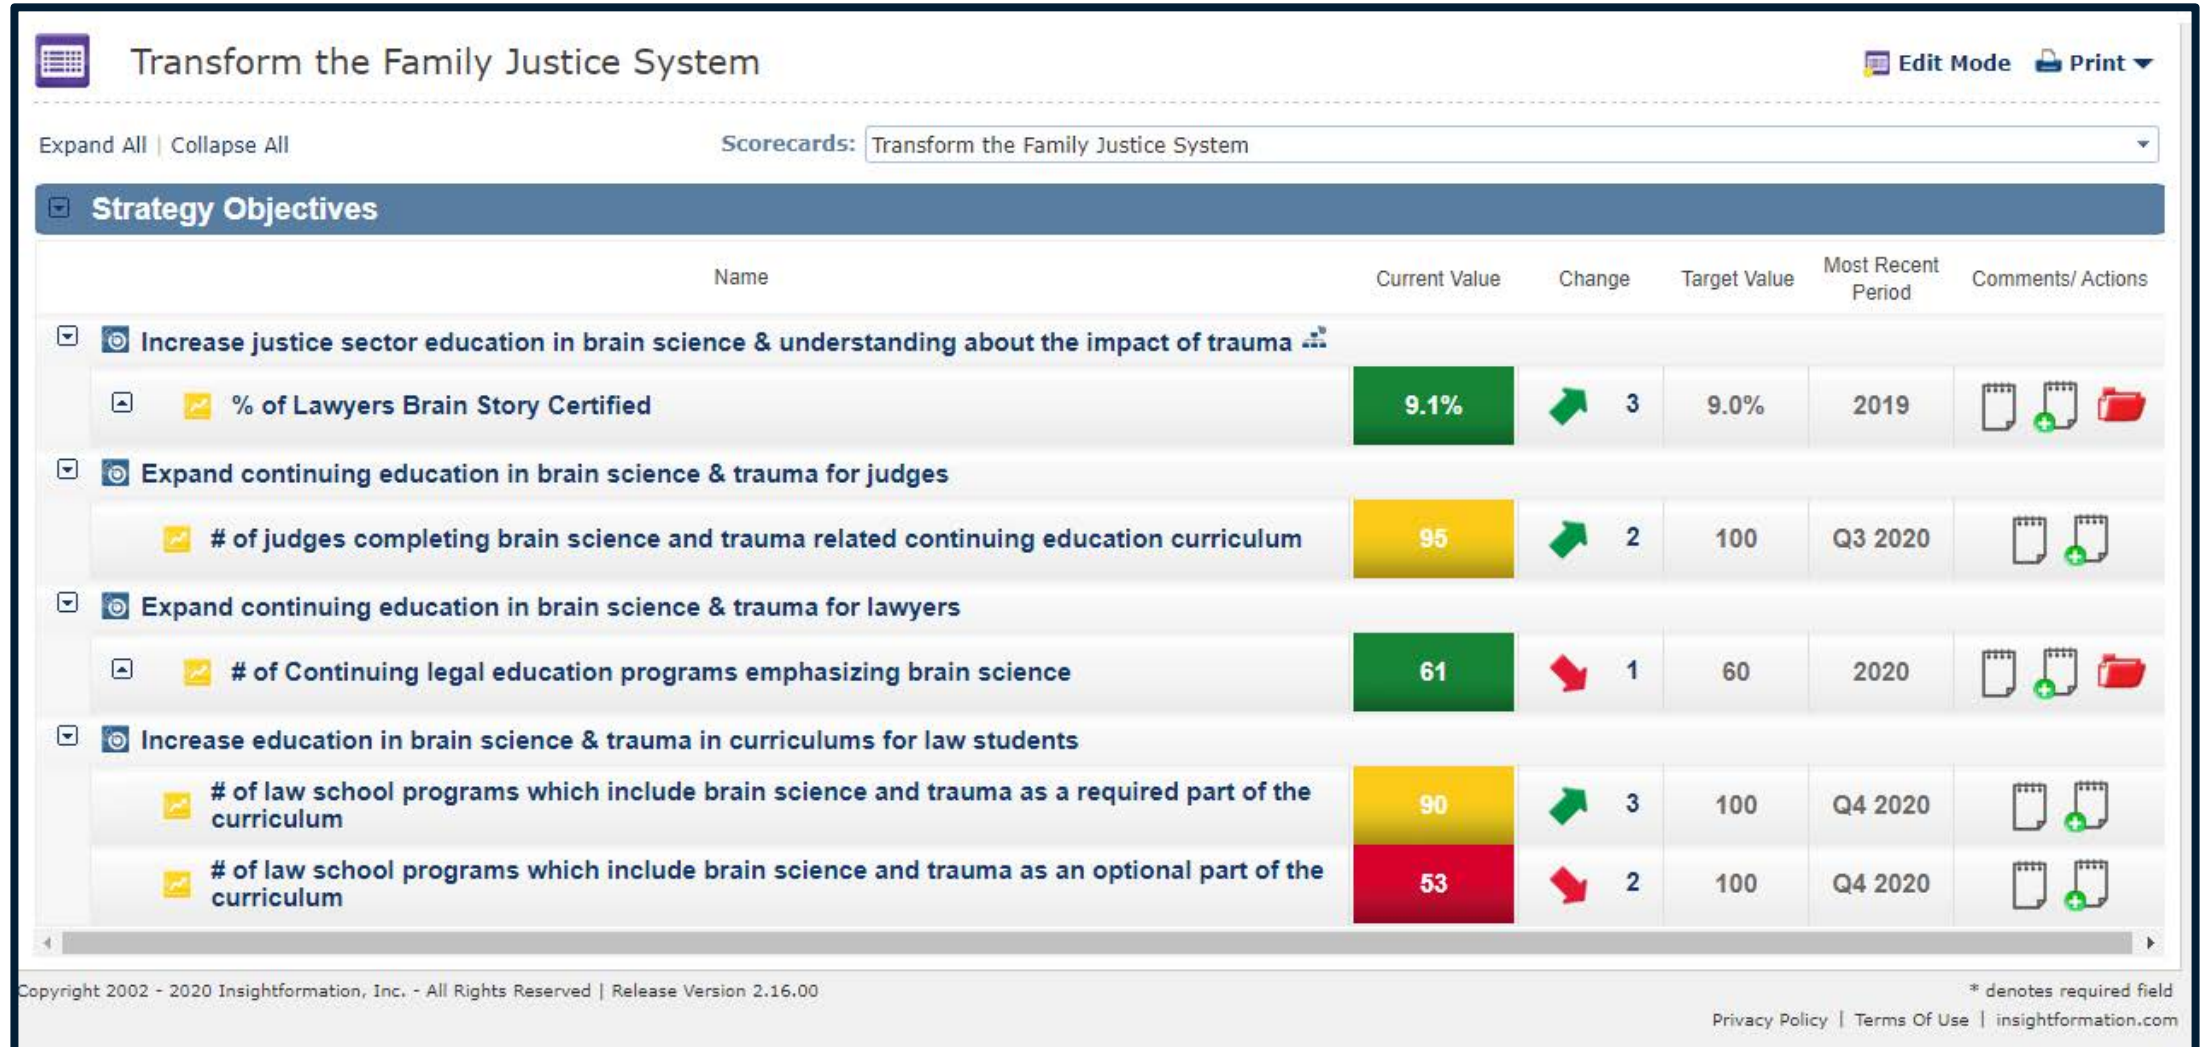 Transform the Family Justice System
Edit Mode Print
Expand All | Collapse All
Scorecards: Transform the Family Justice System
Strategy Objectives
Name Current Value Change Target Value Most Recent Period Comments/ Actions
Increase justice sector education in brain science & understanding about the impact of trauma
% of Lawyers Brain Story Certified 9.1% 3 9.0% 2019
Expand continuing education in brain science & trauma for judges
# of judges completing brain science and trauma related continuing education curriculum 95 2 100 Q3 2020
Expand continuing education in brain science & trauma for lawyers
# of Continuing legal education programs emphasizing brain science 61 1 60 2020
Increase education in brain science & trauma in curriculums for law students
# of law school programs which include brain science and trauma as a required part of the
curriculum 90 3 100 Q4 2020
# of law school programs which include brain science and trauma as an optional part of the
curriculum 53 2 100 Q4 2020
Copyright 2002 - 2020 Insightformation, Inc. - All Rights Reserved | Release Version 2.16.00
* denotes required field
Privacy Policy | Terms Of Use | insightformation.com